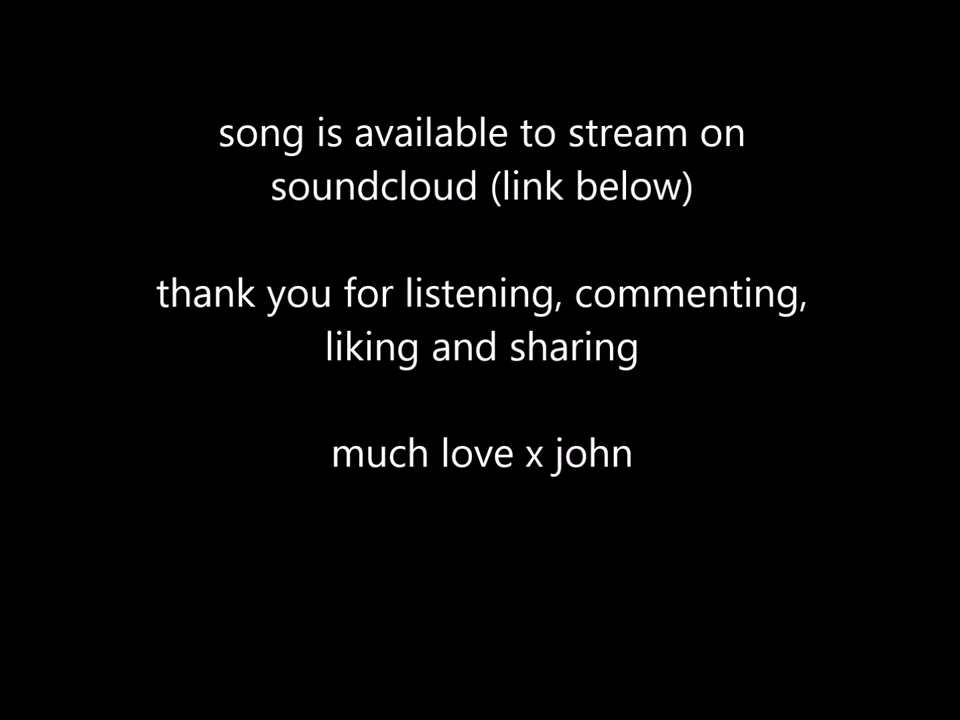 song is available to stream on
soundcloud (link below)
thank you for listening, commenting,
liking and sharing
much love x john